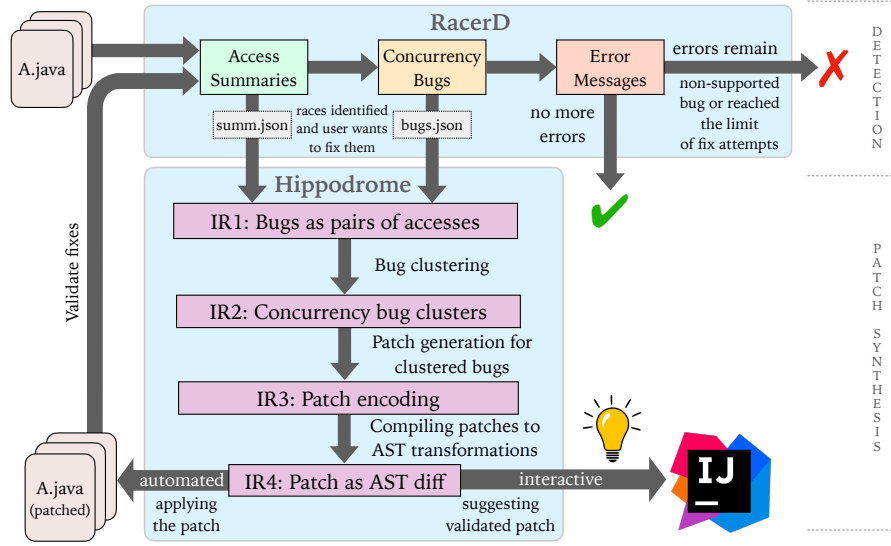 RacerD
A.java
Access
Summaries
Concurrency
Bugs
Error
Messages
errors remain
non-supported
bug or reached
the limit
of fix attempts
summ.json
races identified
and user wants
to fix them
bugs.json
no more
errors
DETECTION
Hippodrome
IR1: Bugs as pairs of accesses
Bug clustering
IR2: Concurrency bug clusters
Patch generation for
clustered bugs
IR3: Patch encoding
Compiling patches to
AST transformations
IR4: Patch as AST diff
automated
applying
the patch
interactive
suggesting
validated patch
Validate fixes
A.java
(patched)
IJ
PATCH SYNTHESIS